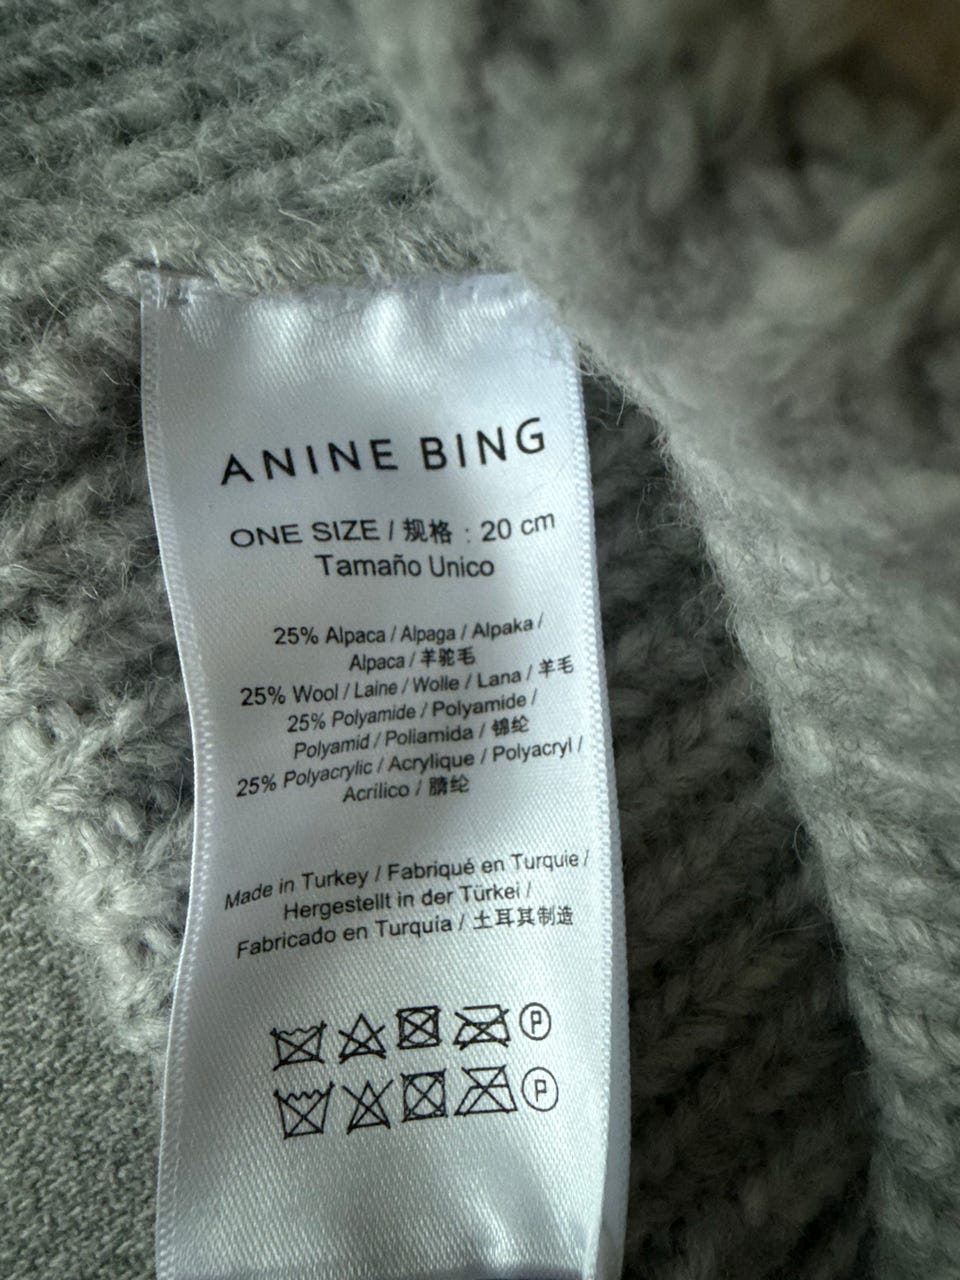 ANINE BING
ONE SIZE / 规格 : 20 cm
Tamaño Unico
25% Alpaca / Alpaga / Alpaka /
Alpaca / 羊驼毛
25% Wool / Laine / Wolle / Lana / 羊毛
25% Polyamide / Polyamide /
Polyamid / Poliamida / 锦纶
25% Polyacrylic / Acrylique / Polyacryl /
Acrilico / 腈纶
Made in Turkey / Fabriqué en Turquie /
Hergestellt in der Türkei /
Fabricado en Turquía / 土耳其制造
P
P